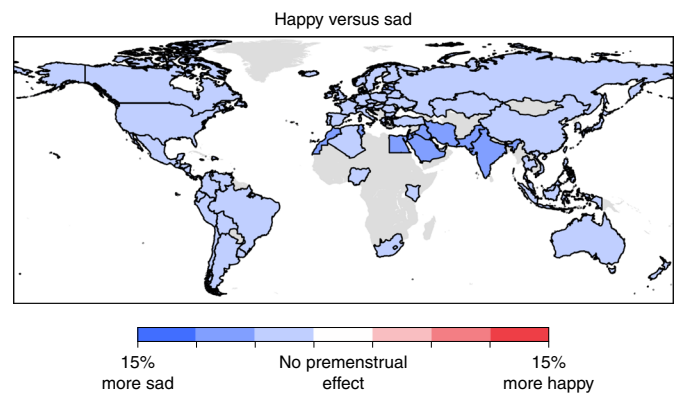 Happy versus sad
15%
more sad
No premenstrual
effect
15%
more happy